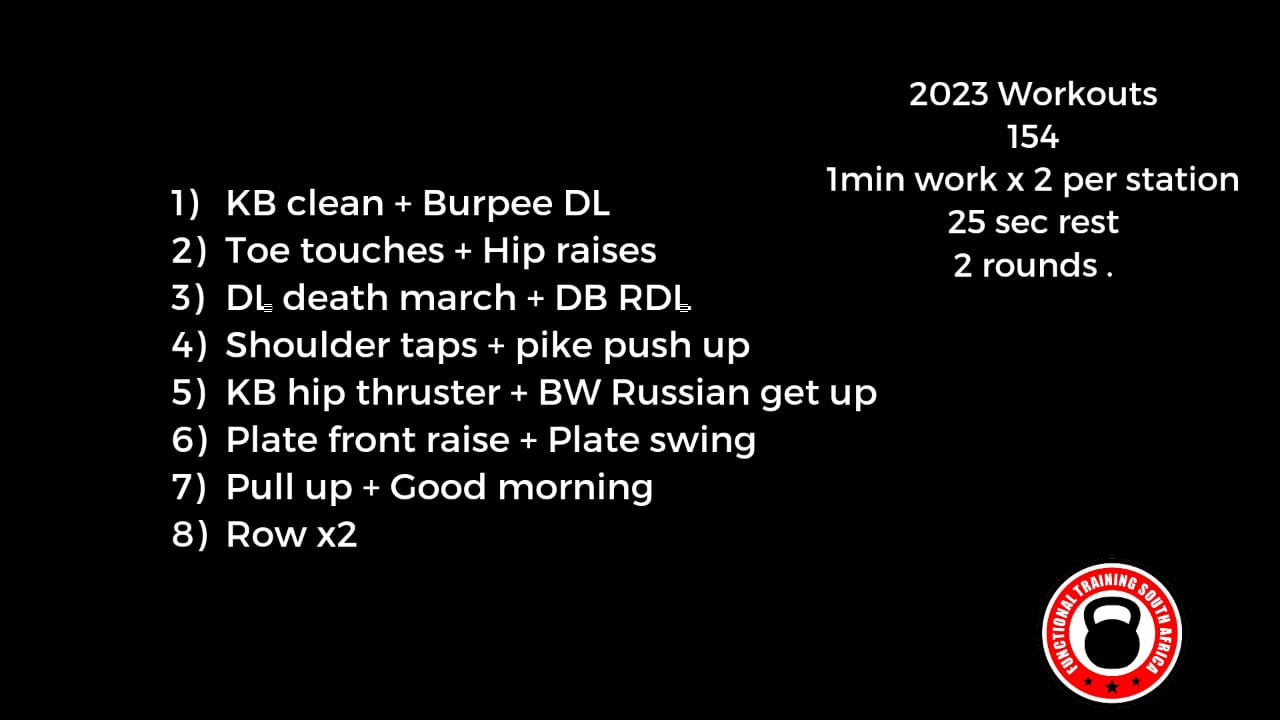 2023 Workouts
154
1min work x 2 per station
25 sec rest
2 rounds .
1) KB clean + Burpee DL
2) Toe touches + Hip raises
3) DL death march + DB RDL
4) Shoulder taps + pike push up
5) KB hip thruster + BW Russian get up
6) Plate front raise + Plate swing
7) Pull up + Good morning
8) Row x2
FUNCTIONAL TRAINING SOUTH AFRICA